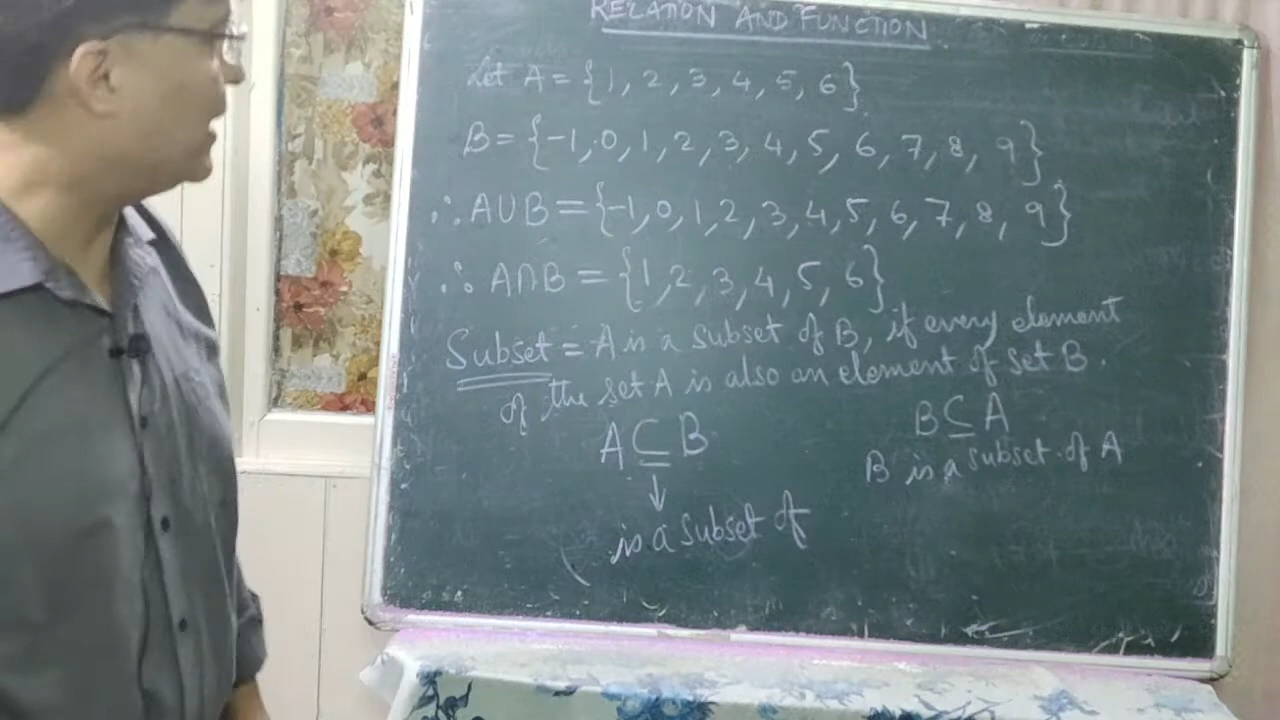 RELATION AND FUNCTION
Let A = {1, 2, 3, 4, 5, 6}
B = {-1, 0, 1, 2, 3, 4, 5, 6, 7, 8, 9}
∴ A∪B = {-1, 0, 1, 2, 3, 4, 5, 6, 7, 8, 9}
∴ A∩B = {1, 2, 3, 4, 5, 6}
Subset = A is a subset of B, if every element
of the set A is also an element of set B.
A ⊆ B
B ⊆ A
B is a subset of A
↓
is a subset of